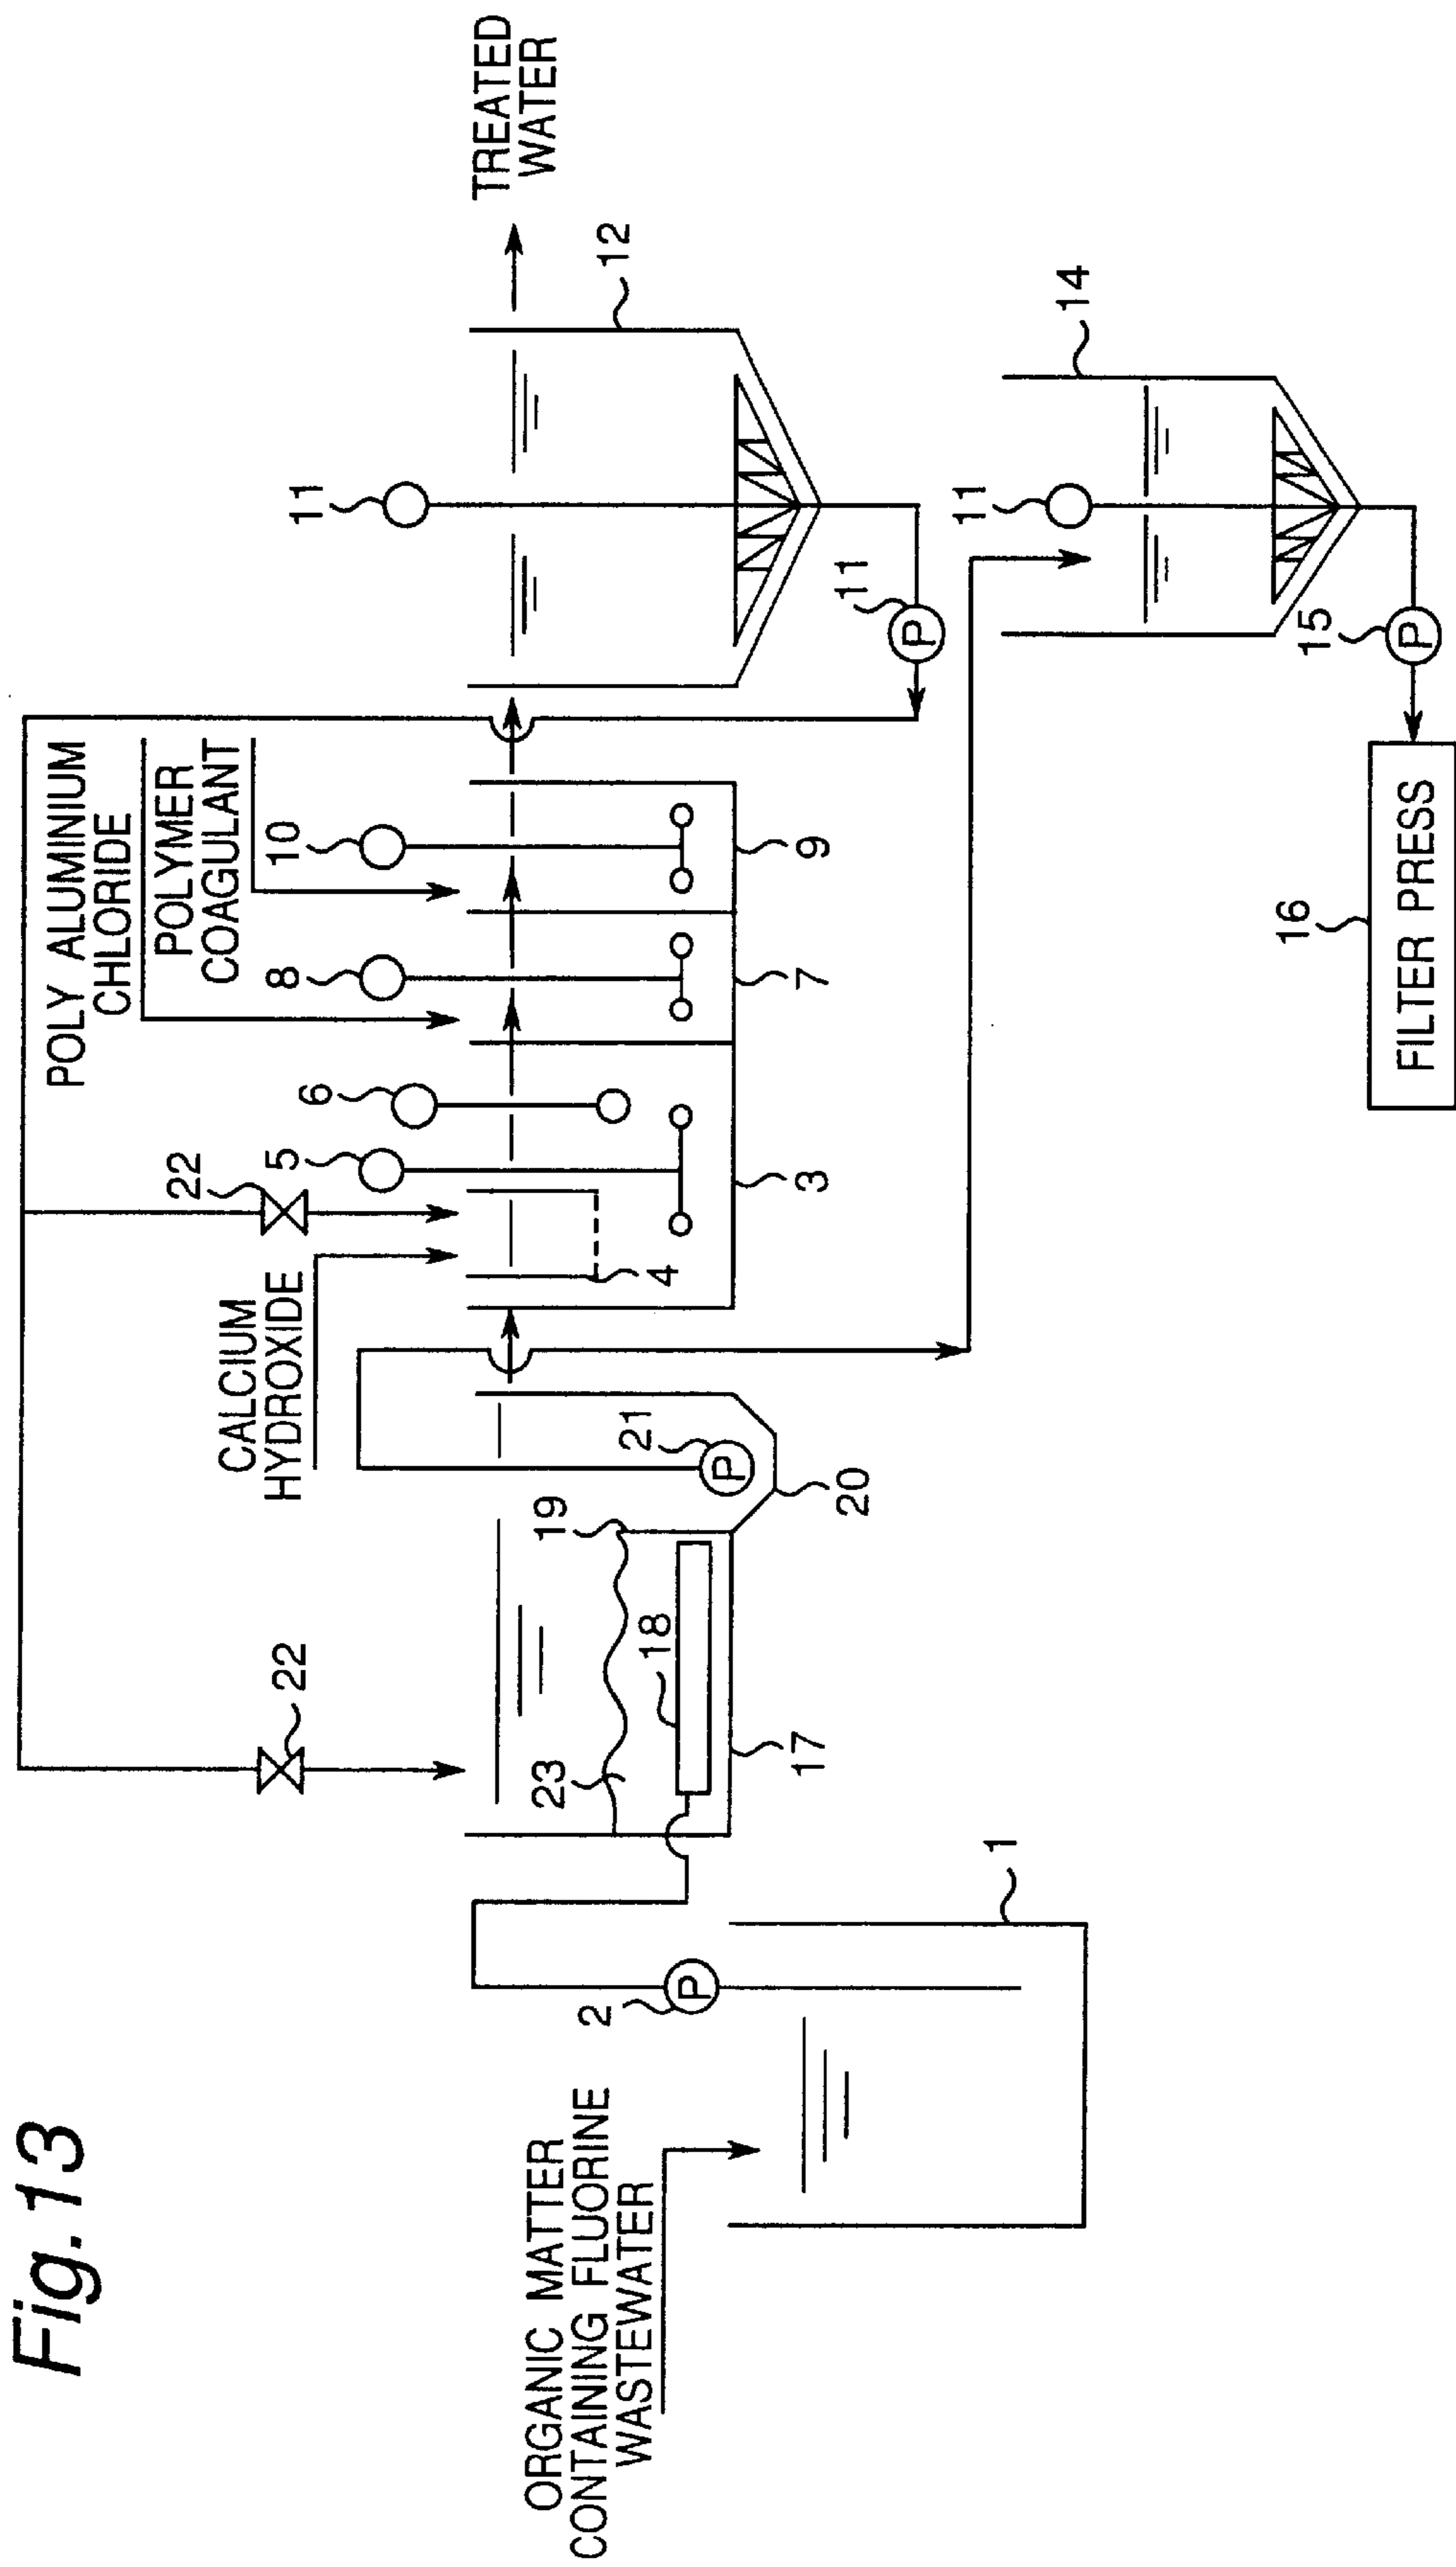 Fig.13
ORGANIC MATTER
CONTAINING FLUORINE
WASTEWATER
1
2
P
22
23
18
17
19
21
P
20
CALCIUM
HYDROXIDE
22
4
5
6
3
POLY ALUMINIUM
CHLORIDE
POLYMER
COAGULANT
8
7
10
9
11
12
11
P
TREATED
WATER
11
14
15
P
16
FILTER PRESS